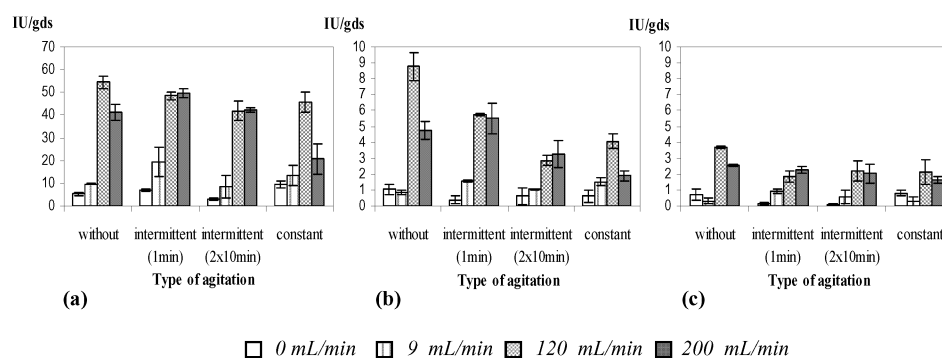 IU/gds
70
60
50
40
30
20
10
0
without intermittent intermittent constant
(1min) (2x10min)
Type of agitation
(a)
IU/gds
10
9
8
7
6
5
4
3
2
1
0
without intermittent intermittent constant
(1min) (2x10min)
Type of agitation
(b)
IU/gds
10
9
8
7
6
5
4
3
2
1
0
without intermittent intermittent constant
(1min) (2x10min)
Type of agitation
(c)
0 mL/min 9 mL/min 120 mL/min 200 mL/min